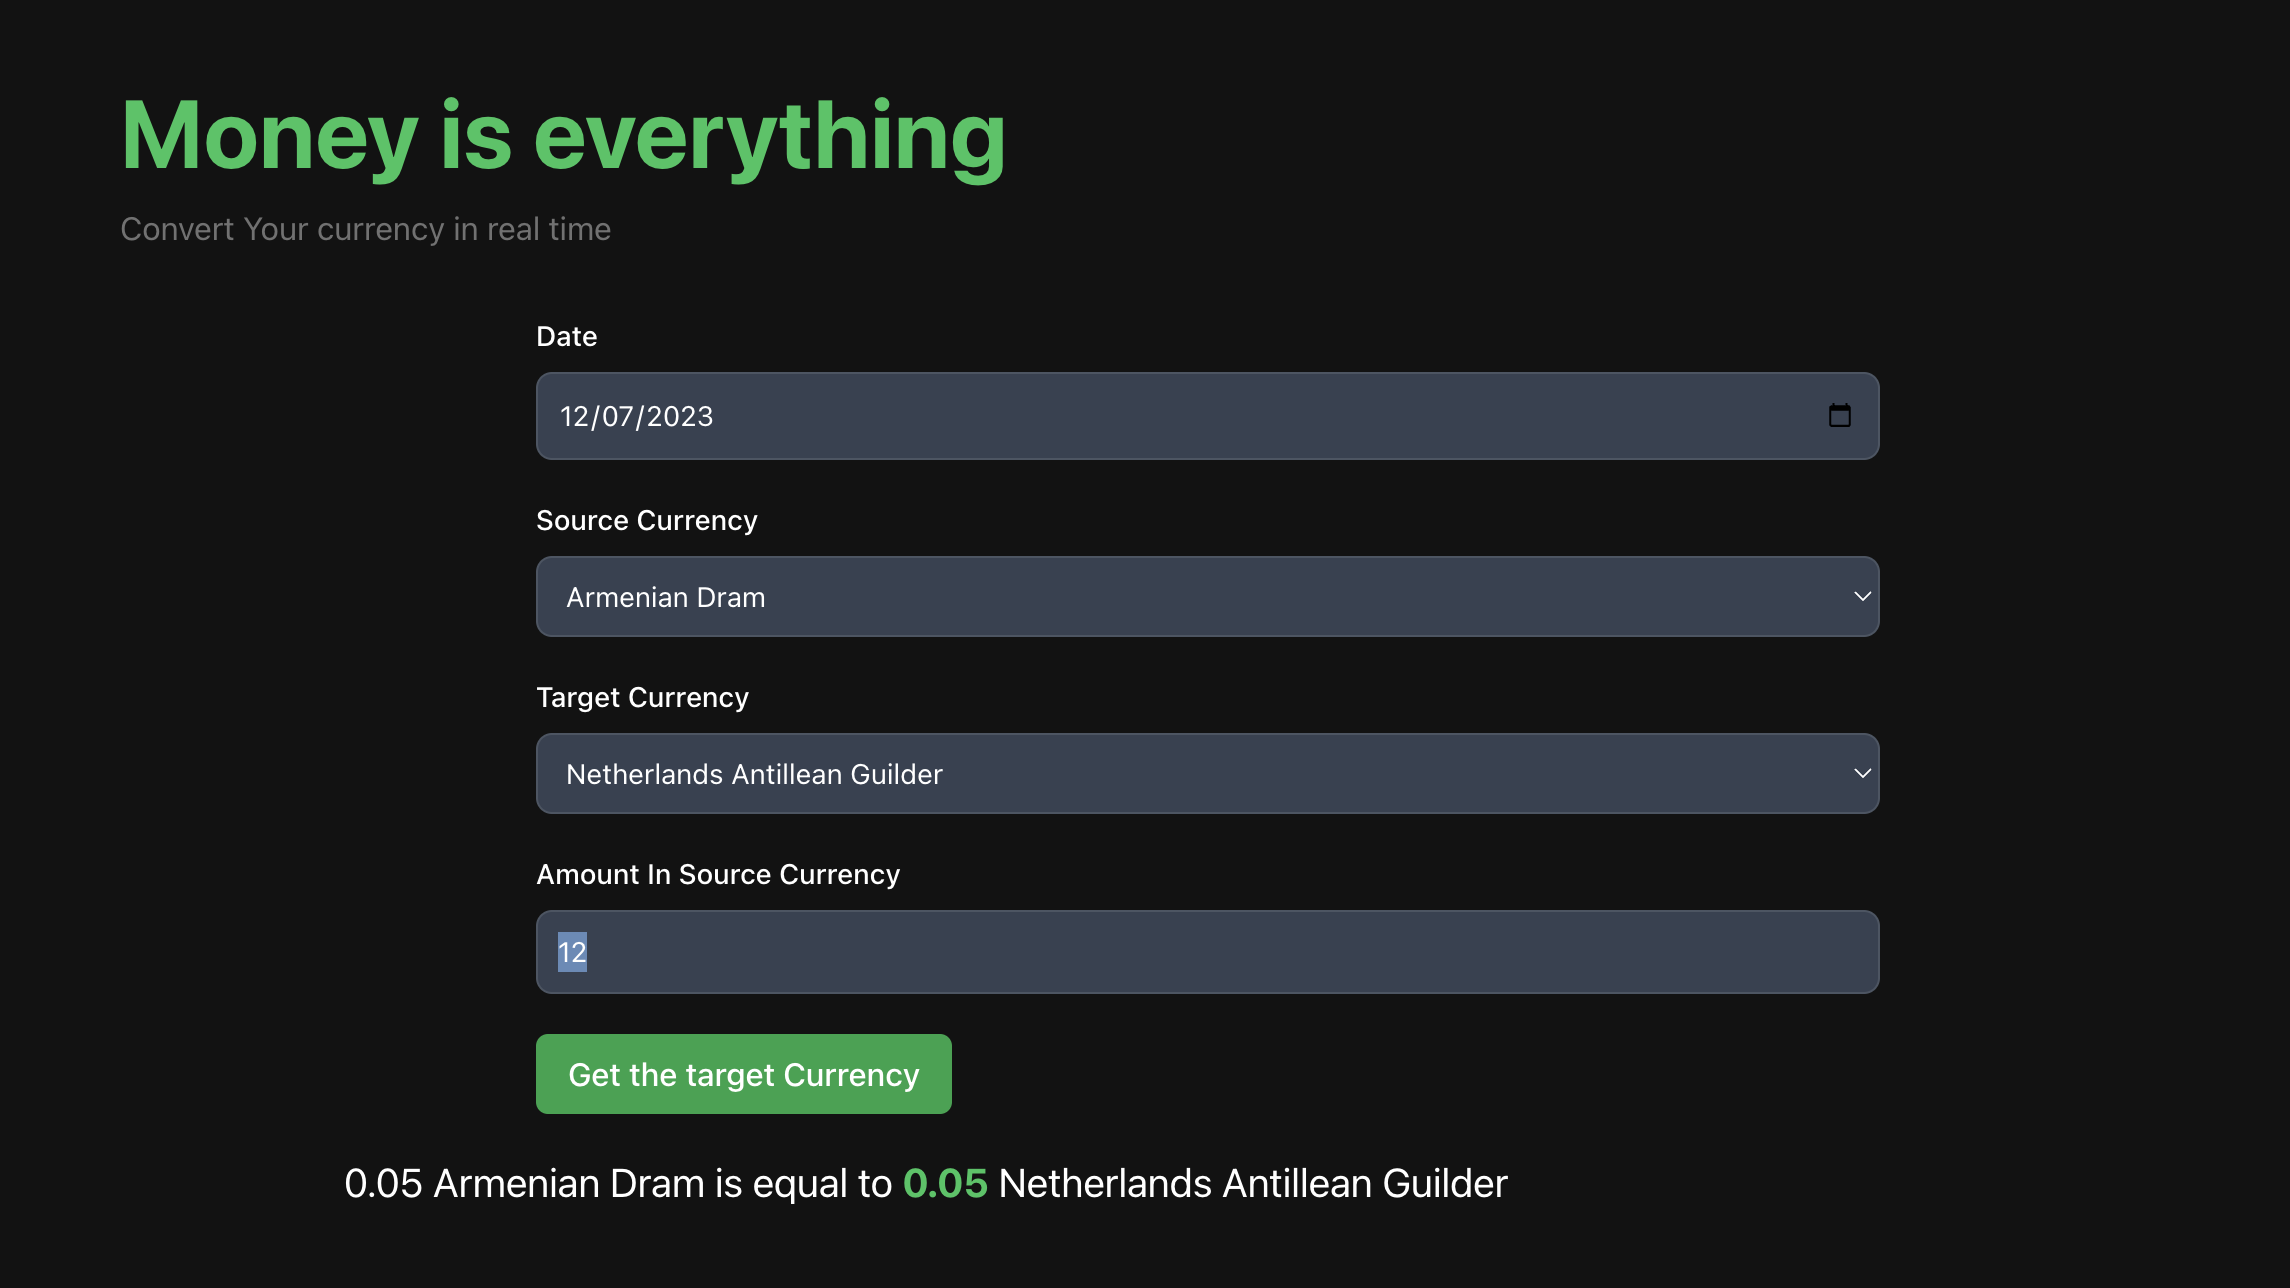 Money is everything
Convert Your currency in real time
Date
12/07/2023
Source Currency
Armenian Dram
Target Currency
Netherlands Antillean Guilder
Amount In Source Currency
12
Get the target Currency
0.05 Armenian Dram is equal to 0.05 Netherlands Antillean Guilder